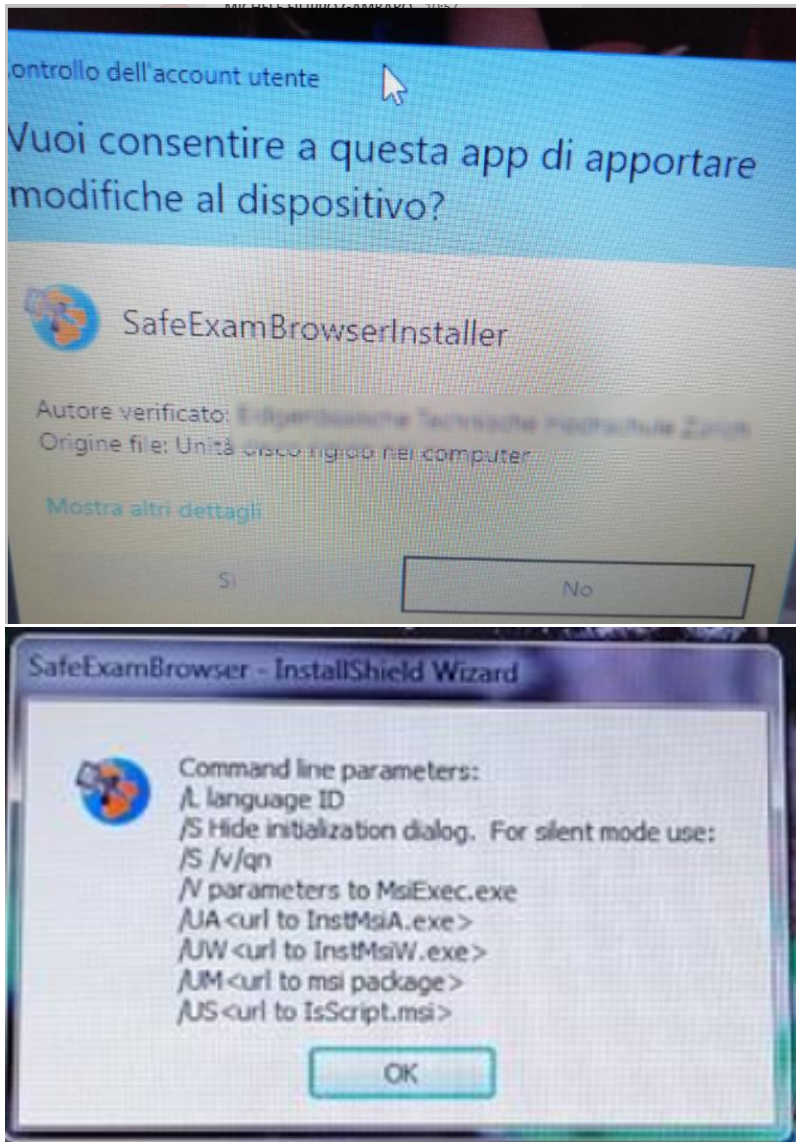 ontrollo dell'account utente
Vuoi consentire a questa app di apportare
modifiche al dispositivo?
SafeExamBrowserInstaller
Autore verificato:
Origine file: Unità disco rigido nel computer
Mostra altri dettagli
Sì
No
SafeExamBrowser - InstallShield Wizard
Command line parameters:
/L language ID
/S Hide initialization dialog. For silent mode use:
/S /v/qn
/V parameters to MsiExec.exe
/UA<url to InstMsiA.exe>
/UW<url to InstMsiW.exe>
/UM<url to msi package>
/US<url to IsScript.msi>
OK